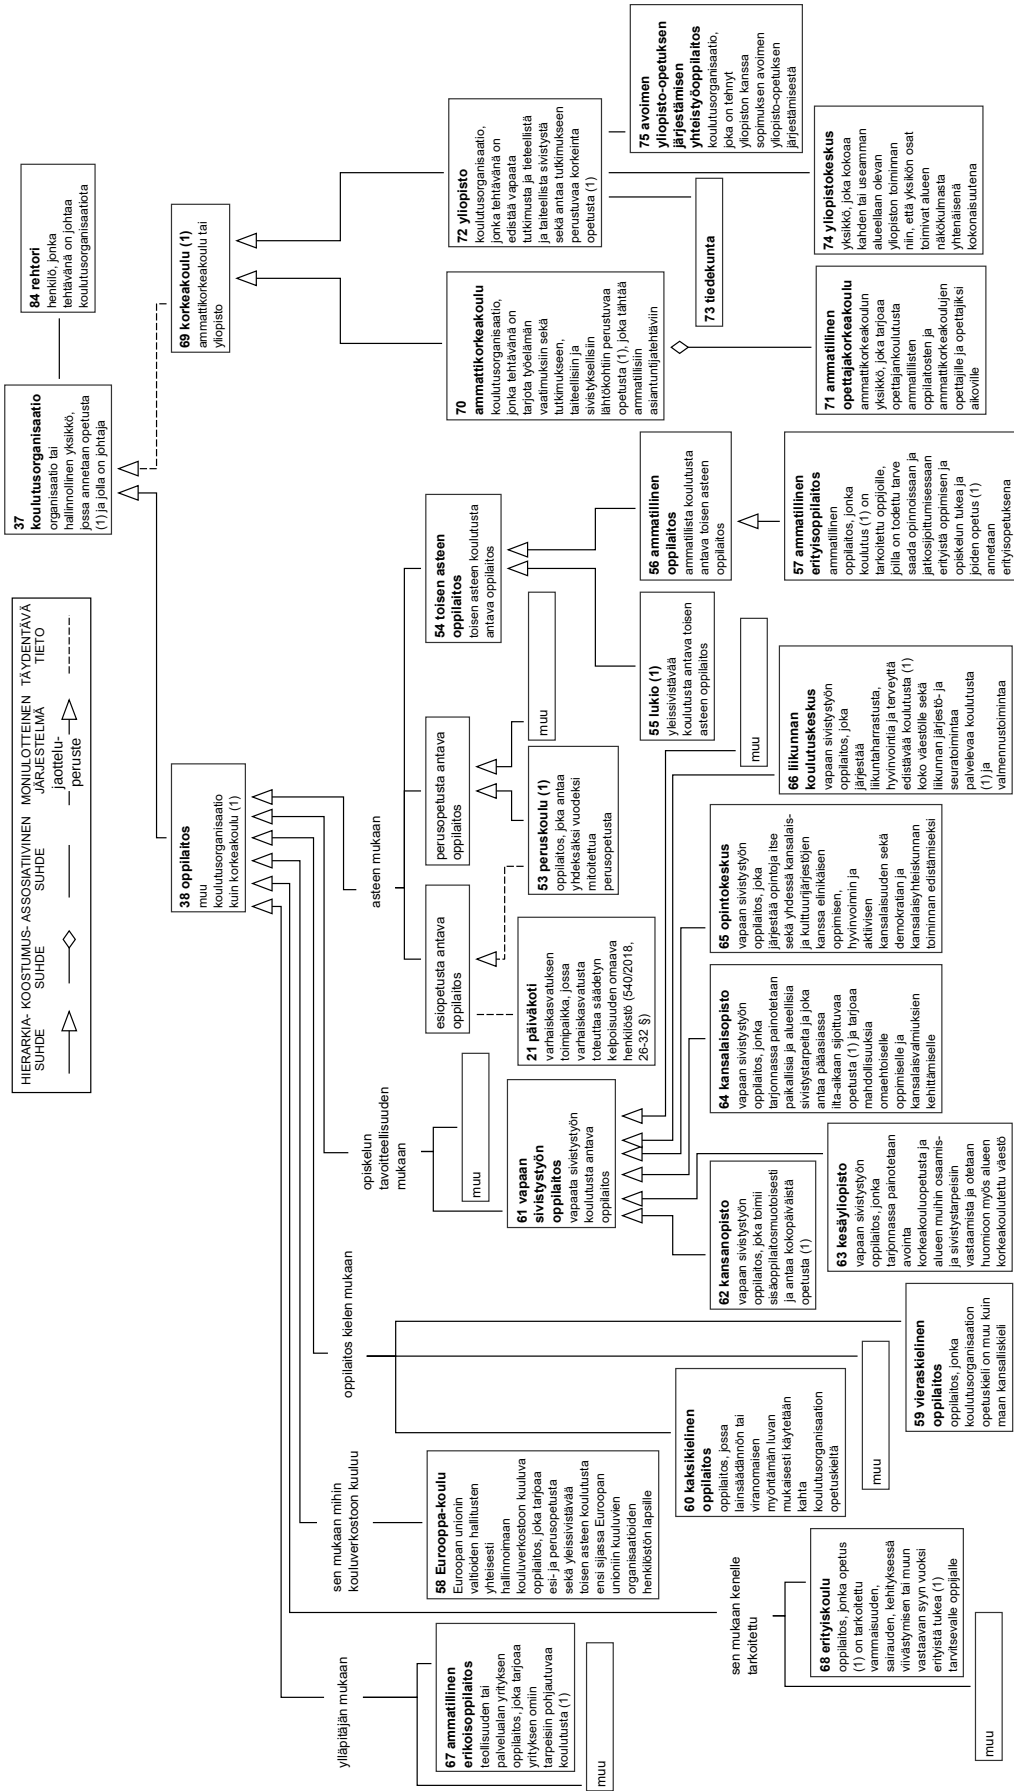 HIERARKIA-
SUHDE
KOOSTUMUS-
SUHDE
ASSOSIATIIVINEN
SUHDE
MONIULOTTEINEN
JÄRJESTELMÄ
jaottelu-
peruste
TÄYDENTÄVÄ
TIETO
37
koulutusorganisaatio
organisaatio tai
hallinnollinen yksikkö,
jossa annetaan opetusta
(1) ja jolla on johtaja
84 rehtori
henkilö, jonka
tehtävänä on johtaa
koulutusorganisaatiota
38 oppilaitos
muu
koulutusorganisaatio
kuin korkeakoulu (1)
69 korkeakoulu (1)
ammattikorkeakoulu tai
yliopisto
ylläpitäjän mukaan
sen mukaan mihin
kouluverkostoon kuuluu
oppilaitos kielen mukaan
opiskelun
tavoitteellisuuden
mukaan
asteen mukaan
67 ammatillinen
erikoisoppilaitos
teollisuuden tai
palvelualan yrityksen
oppilaitos, joka tarjoaa
yrityksen omiin
tarpeisiin pohjautuvaa
koulutusta (1)
muu
58 Eurooppa-koulu
Euroopan unionin
valtioiden hallitusten
yhteisesti
hallinnoimaan
kouluverkostoon kuuluva
oppilaitos, joka tarjoaa
esi- ja perusopetusta
sekä yleissivistävää
toisen asteen koulutusta
ensi sijassa Euroopan
unioniin kuuluvien
organisaatioiden
henkilöstön lapsille
muu
esiopetusta antava
oppilaitos
perusopetusta antava
oppilaitos
54 toisen asteen
oppilaitos
toisen asteen koulutusta
antava oppilaitos
70
ammattikorkeakoulu
koulutusorganisaatio,
jonka tehtävänä on
tarjota työelämän
vaatimuksiin sekä
tutkimukseen,
taiteellisiin ja
sivistyksellisiin
lähtökohtiin perustuvaa
opetusta (1), joka tähtää
ammatillisiin
asiantuntijatehtäviin
72 yliopisto
koulutusorganisaatio,
jonka tehtävänä on
edistää vapaata
tutkimusta ja tieteellistä
ja taiteellista sivistystä
sekä antaa tutkimukseen
perustuvaa korkeinta
opetusta (1)
61 vapaan
sivistystyön
oppilaitos
vapaata sivistystyön
koulutusta antava
oppilaitos
21 päiväkoti
varhaiskasvatuksen
toimipaikka, jossa
varhaiskasvatusta
toteuttaa säädetyn
kelpoisuuden omaava
henkilöstö (540/2018,
26-32 §)
53 peruskoulu (1)
oppilaitos, joka antaa
yhdeksäksi vuodeksi
mitoitettua
perusopetusta
muu
muu
55 lukio (1)
yleissivistävää
koulutusta antava toisen
asteen oppilaitos
56 ammatillinen
oppilaitos
ammatillista koulutusta
antava toisen asteen
oppilaitos
73 tiedekunta
75 avoimen
yliopisto-opetuksen
järjestämisen
yhteistyöoppilaitos
koulutusorganisaatio,
joka on tehnyt
yliopiston kanssa
sopimuksen avoimen
yliopisto-opetuksen
järjestämisestä
sen mukaan kenelle
tarkoitettu
60 kaksikielinen
oppilaitos
oppilaitos, jossa
lainsäädännön tai
viranomaisen
myöntämän luvan
mukaisesti käytetään
kahta
koulutusorganisaation
opetuskieltä
62 kansanopisto
vapaan sivistystyön
oppilaitos, joka toimii
sisäoppilaitosmuotoisesti
ja antaa kokopäiväistä
opetusta (1)
64 kansalaisopisto
vapaan sivistystyön
oppilaitos, jonka
tarjonnassa painotetaan
paikallisia ja alueellisia
sivistystarpeita ja joka
antaa pääasiassa
ilta-aikaan sijoittuvaa
opetusta (1) ja tarjoaa
mahdollisuuksia
omaehtoiselle
oppimiselle ja
kansalaisvalmiuksien
kehittämiselle
65 opintokeskus
vapaan sivistystyön
oppilaitos, joka
järjestää opintoja itse
sekä yhdessä kansalais-
ja kulttuurijärjestöjen
kanssa elinikäisen
oppimisen,
hyvinvoinnin ja
aktiivisen
kansalaisuuden sekä
demokratian ja
kansalaisyhteiskunnan
toiminnan edistämiseksi
66 liikunnan
koulutuskeskus
vapaan sivistystyön
oppilaitos, joka
järjestää
liikuntaharrastusta,
hyvinvointia ja terveyttä
edistävää koulutusta (1)
koko väestölle sekä
liikunnan järjestö- ja
seuratoimintaa
palvelevaa koulutusta
(1) ja
valmennustoimintaa
57 ammatillinen
erityisoppilaitos
ammatillinen
oppilaitos, jonka
koulutus (1) on
tarkoitettu oppijoille,
joilla on todettu tarve
saada opinnoissaan ja
jatkosijoittumisessaan
erityistä oppimisen ja
opiskelun tukea ja
joiden opetus (1)
annetaan
erityisopetuksena
71 ammatillinen
opettajakorkeakoulu
ammattikorkeakoulun
yksikkö, joka tarjoaa
opettajankoulutusta
ammatillisten
oppilaitosten ja
ammattikorkeakoulujen
opettajille ja opettajiksi
aikoville
74 yliopistokeskus
yksikkö, joka kokoaa
kahden tai useamman
alueellaan olevan
yliopiston toiminnan
niin, että yksikön osat
toimivat alueen
näkökulmasta
yhtenäisenä
kokonaisuutena
68 erityiskoulu
oppilaitos, jonka opetus
(1) on tarkoitettu
vammaisuuden,
sairauden, kehityksessä
viivästymisen tai muun
vastaavan syyn vuoksi
erityistä tukea (1)
tarvitsevalle oppijalle
muu
muu
63 kesäyliopisto
vapaan sivistystyön
oppilaitos, jonka
tarjonnassa painotetaan
avointa
korkeakouluopetusta ja
alueen muihin osaamis-
ja sivistystarpeisiin
vastaamista ja otetaan
huomioon myös alueen
korkeakoulutettu väestö
59 vieraskielinen
oppilaitos
oppilaitos, jonka
koulutusorganisaation
opetuskieli on muu kuin
maan kansalliskieli